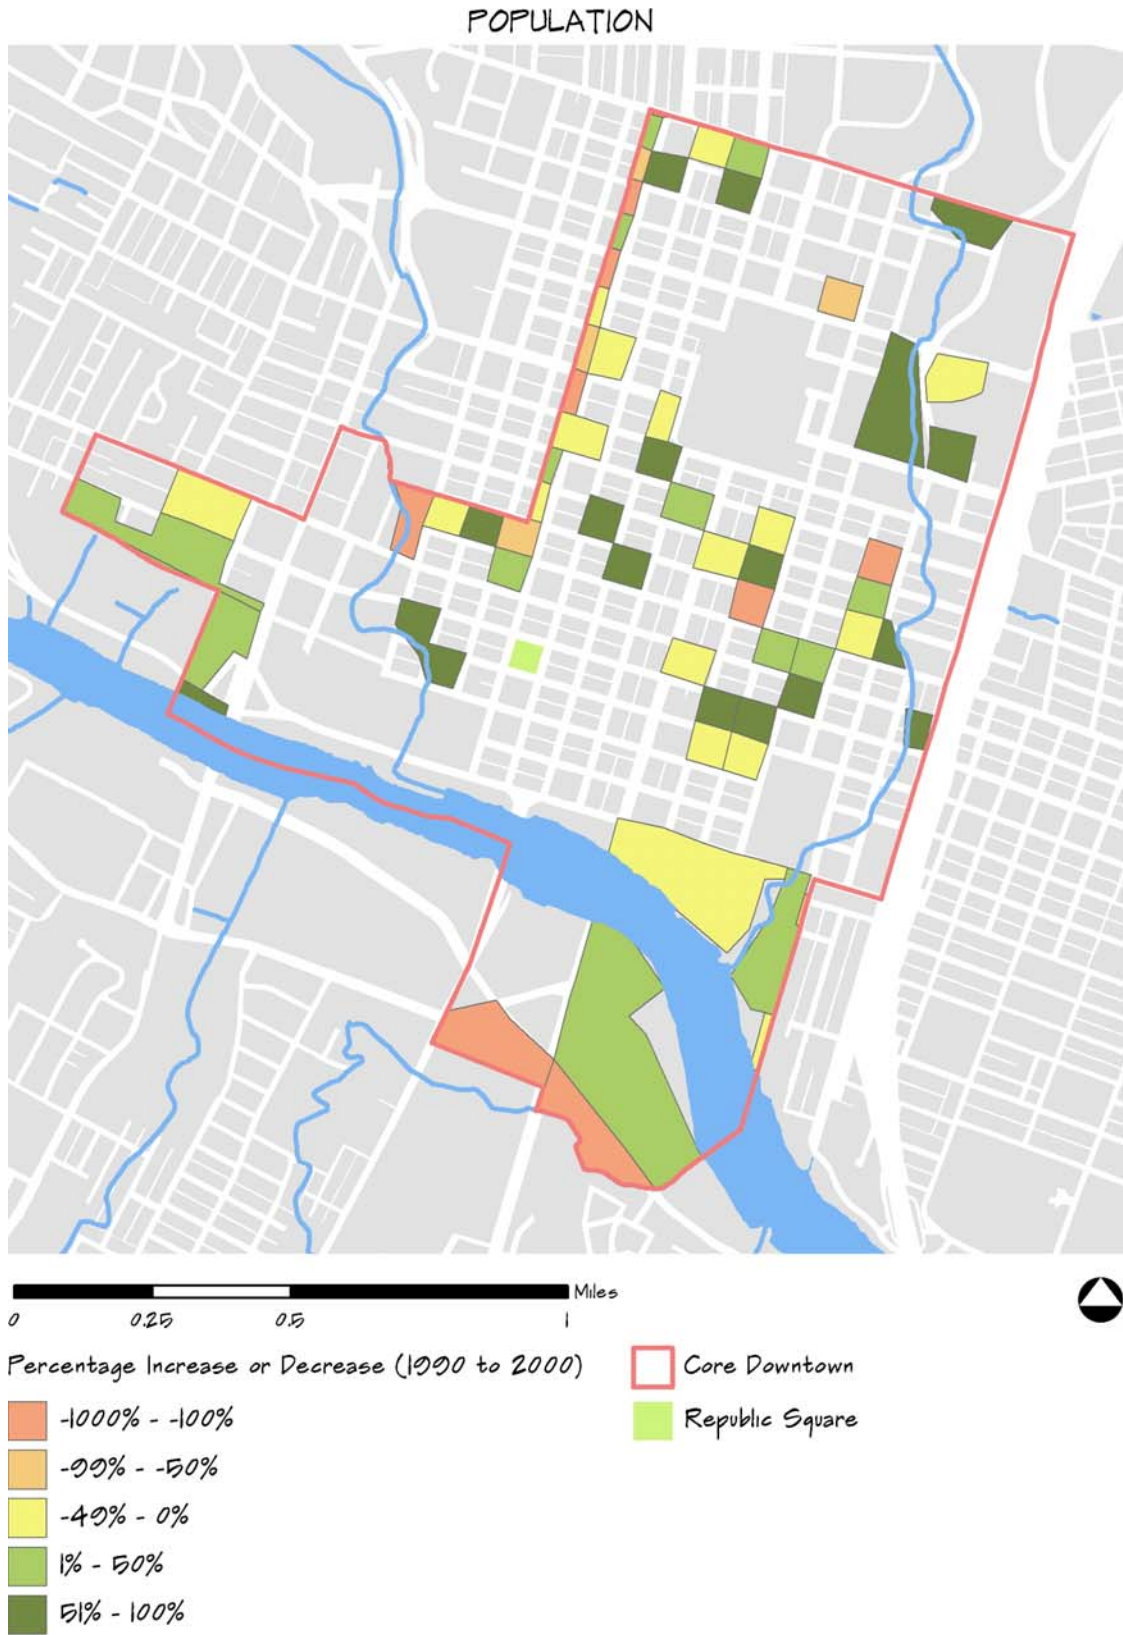 POPULATION
Miles
0 0.25 0.5 1
Percentage Increase or Decrease (1990 to 2000)
-1000% - -100%
-99% - -50%
-49% - 0%
1% - 50%
51% - 100%
Core Downtown
Republic Square